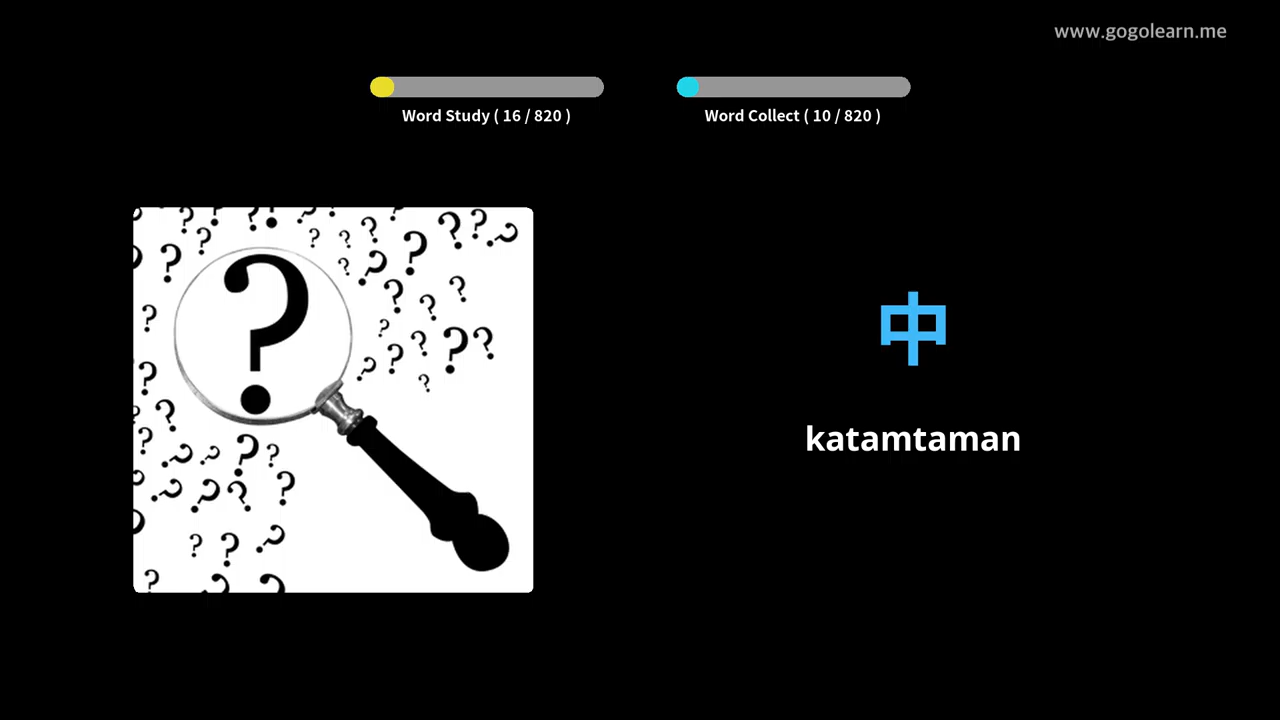 www.gogolearn.me
Word Study ( 16 / 820 )
Word Collect ( 10 / 820 )
中
katamtaman